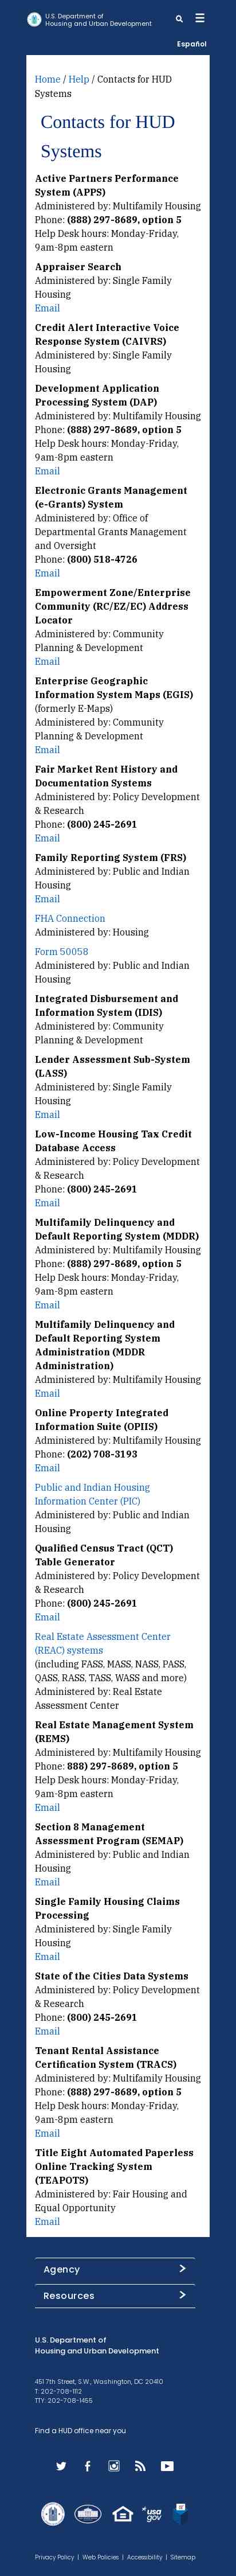 U.S. Department of
Housing and Urban Development
Español
Home / Help / Contacts for HUD
Systems
Contacts for HUD
Systems
Active Partners Performance
System (APPS)
Administered by: Multifamily Housing
Phone: (888) 297-8689, option 5
Help Desk hours: Monday-Friday,
9am-8pm eastern
Appraiser Search
Administered by: Single Family
Housing
Email
Credit Alert Interactive Voice
Response System (CAIVRS)
Administered by: Single Family
Housing
Development Application
Processing System (DAP)
Administered by: Multifamily Housing
Phone: (888) 297-8689, option 5
Help Desk hours: Monday-Friday,
9am-8pm eastern
Email
Electronic Grants Management
(e-Grants) System
Administered by: Office of
Departmental Grants Management
and Oversight
Phone: (800) 518-4726
Email
Empowerment Zone/Enterprise
Community (RC/EZ/EC) Address
Locator
Administered by: Community
Planning & Development
Email
Enterprise Geographic
Information System Maps (EGIS)
(formerly E-Maps)
Administered by: Community
Planning & Development
Email
Fair Market Rent History and
Documentation Systems
Administered by: Policy Development
& Research
Phone: (800) 245-2691
Email
Family Reporting System (FRS)
Administered by: Public and Indian
Housing
Email
FHA Connection
Administered by: Housing
Form 50058
Administered by: Public and Indian
Housing
Integrated Disbursement and
Information System (IDIS)
Administered by: Community
Planning & Development
Lender Assessment Sub-System
(LASS)
Administered by: Single Family
Housing
Email
Low-Income Housing Tax Credit
Database Access
Administered by: Policy Development
& Research
Phone: (800) 245-2691
Email
Multifamily Delinquency and
Default Reporting System (MDDR)
Administered by: Multifamily Housing
Phone: (888) 297-8689, option 5
Help Desk hours: Monday-Friday,
9am-8pm eastern
Email
Multifamily Delinquency and
Default Reporting System
Administration (MDDR
Administration)
Administered by: Multifamily Housing
Email
Online Property Integrated
Information Suite (OPIIS)
Administered by: Multifamily Housing
Phone: (202) 708-3193
Email
Public and Indian Housing
Information Center (PIC)
Administered by: Public and Indian
Housing
Qualified Census Tract (QCT)
Table Generator
Administered by: Policy Development
& Research
Phone: (800) 245-2691
Email
Real Estate Assessment Center
(REAC) systems
(including FASS, MASS, NASS, PASS,
QASS, RASS, TASS, WASS and more)
Administered by: Real Estate
Assessment Center
Real Estate Management System
(REMS)
Administered by: Multifamily Housing
Phone: 888) 297-8689, option 5
Help Desk hours: Monday-Friday,
9am-8pm eastern
Email
Section 8 Management
Assessment Program (SEMAP)
Administered by: Public and Indian
Housing
Email
Single Family Housing Claims
Processing
Administered by: Single Family
Housing
Email
State of the Cities Data Systems
Administered by: Policy Development
& Research
Phone: (800) 245-2691
Email
Tenant Rental Assistance
Certification System (TRACS)
Administered by: Multifamily Housing
Phone: (888) 297-8689, option 5
Help Desk hours: Monday-Friday,
9am-8pm eastern
Email
Title Eight Automated Paperless
Online Tracking System
(TEAPOTS)
Administered by: Fair Housing and
Equal Opportunity
Email
Agency
Resources
U.S. Department of
Housing and Urban Development
451 7th Street, S.W., Washington, DC 20410
T: 202-708-1112
TTY: 202-708-1455
Find a HUD office near you
usa
gov
Privacy Policy | Web Policies | Accessibility | Sitemap